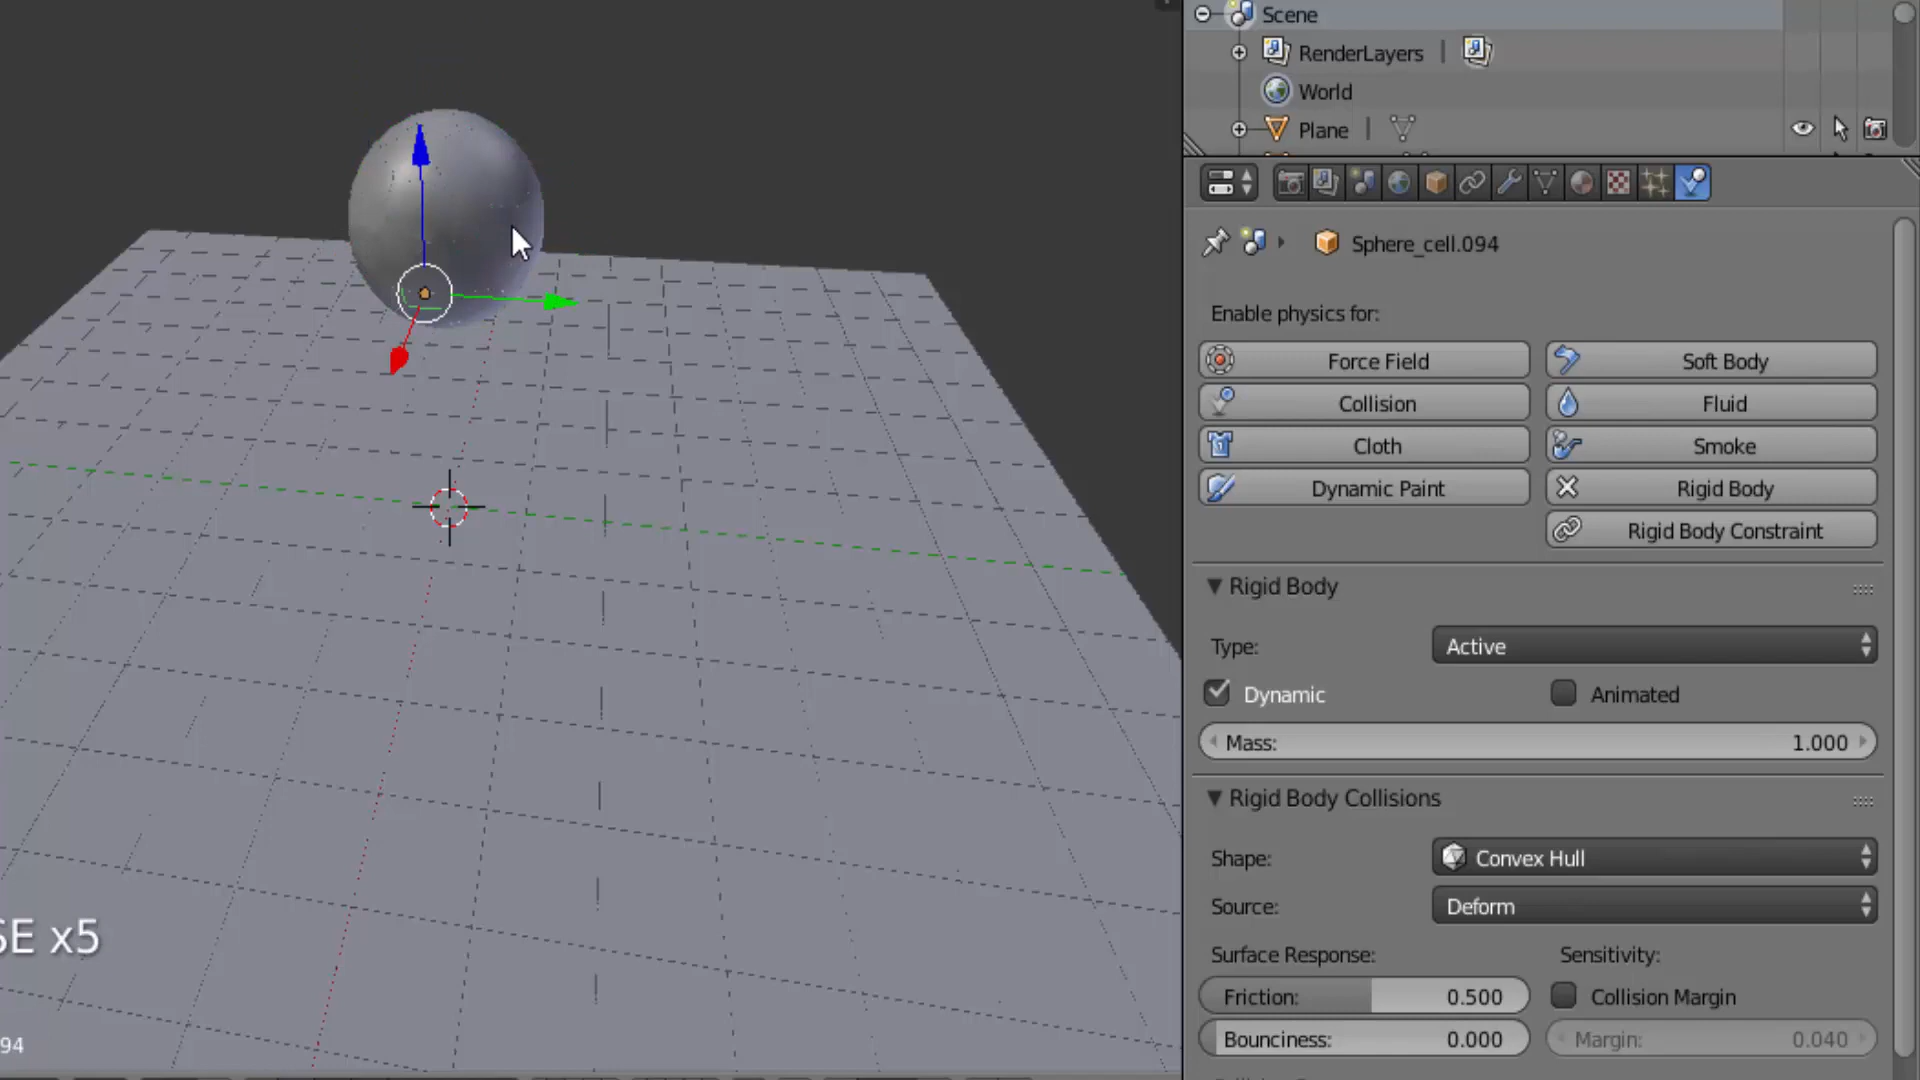 Scene
RenderLayers
World
Plane
Sphere_cell.094
Enable physics for:
Force Field
Soft Body
Collision
Fluid
Cloth
Smoke
Dynamic Paint
Rigid Body
Rigid Body Constraint
Rigid Body
Type:
Active
Dynamic
Animated
Mass: 1.000
Rigid Body Collisions
Shape:
Convex Hull
Source:
Deform
Surface Response:
Sensitivity:
Friction: 0.500
Collision Margin
Bounciness: 0.000
Margin: 0.040
SE x5
94